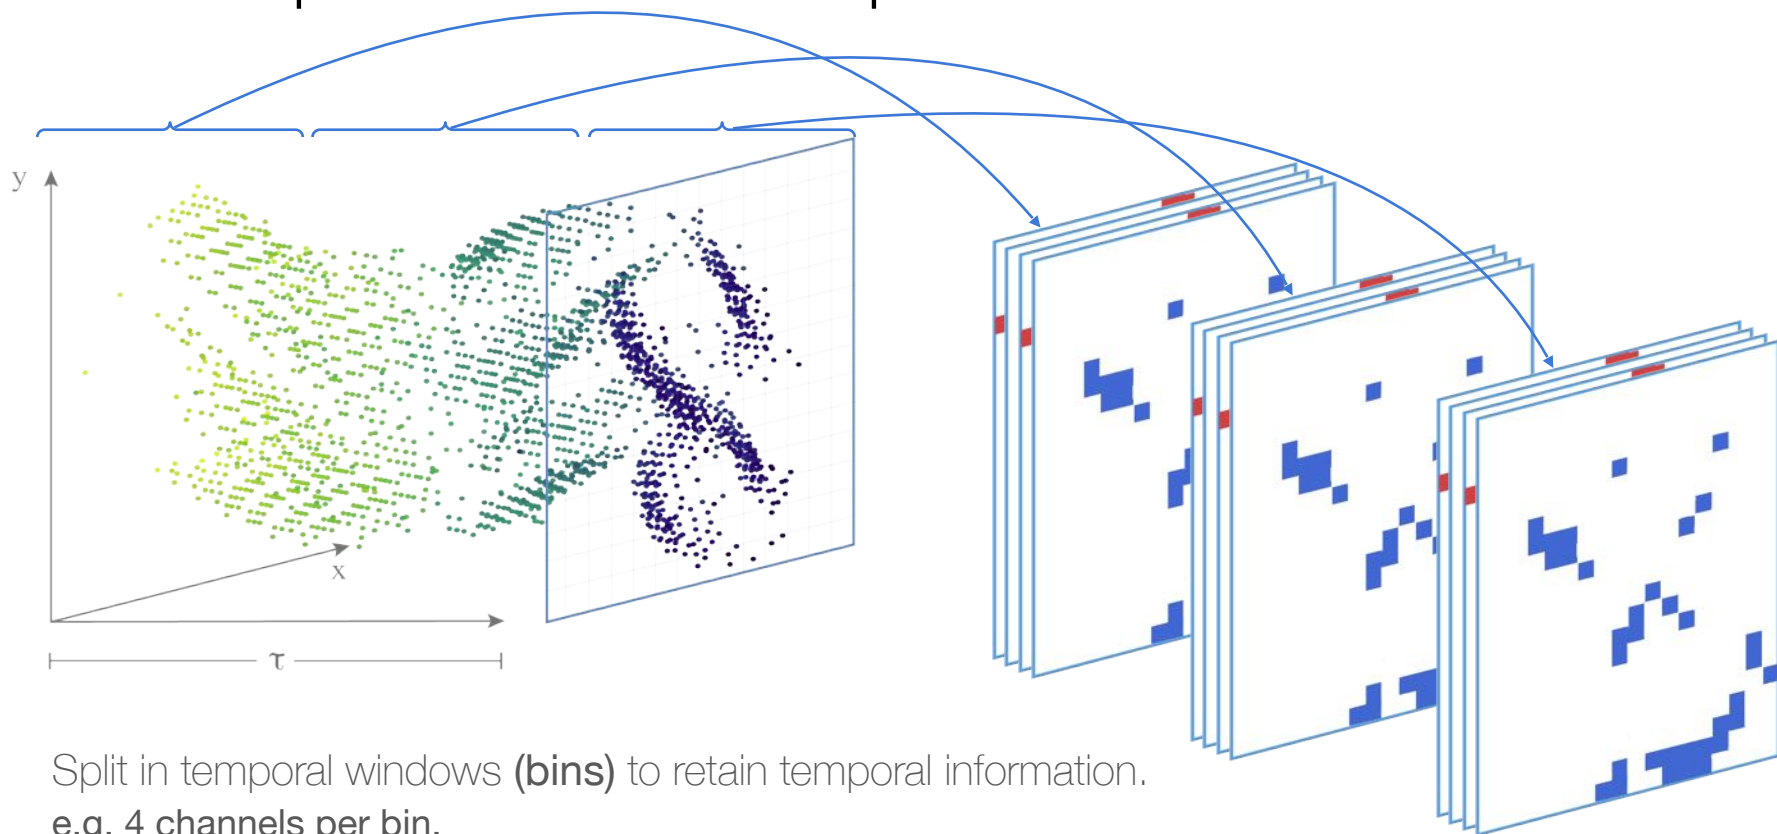 y
x
τ
Split in temporal windows (bins) to retain temporal information.
e.g. 4 channels per bin.